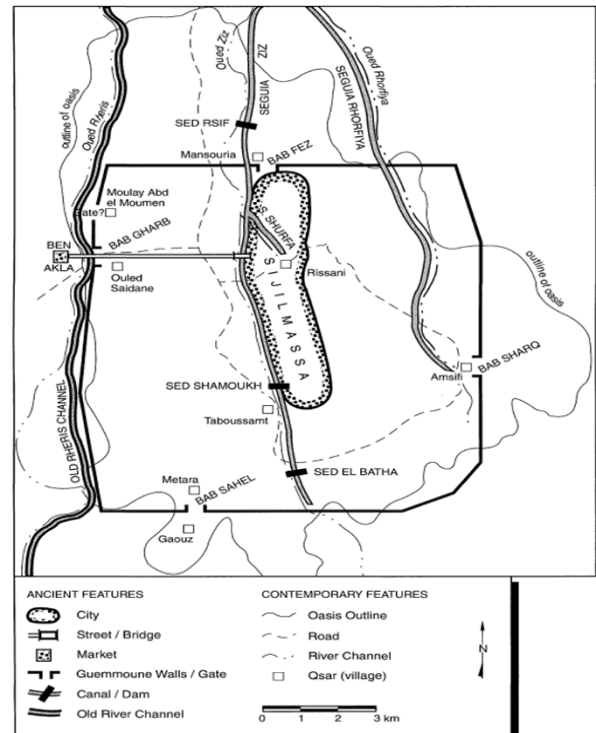 outline of oasis
Oued Rheris
Oued Ziz
SEGUIA ZIZ
Oued Rhorfiya
SEGUIA RHORFIYA
SED RSIF
Mansouria
BAB FEZ
Moulay Abd
el Moumen
Gate?
BAB GHARB
S. SHURFA
BEN
AKLA
Ouled
Saidane
Rissani
SIJILMASSA
outline of oasis
BAB SHARQ
Amsifi
SED SHAMOUKH
Taboussamt
OLD RHERIS CHANNEL
SED EL BATHA
Metara
BAB SAHEL
Gaouz
ANCIENT FEATURES
City
Street / Bridge
Market
Guemmoune Walls / Gate
Canal / Dam
Old River Channel
CONTEMPORARY FEATURES
Oasis Outline
Road
River Channel
Qsar (village)
N
0 1 2 3 km